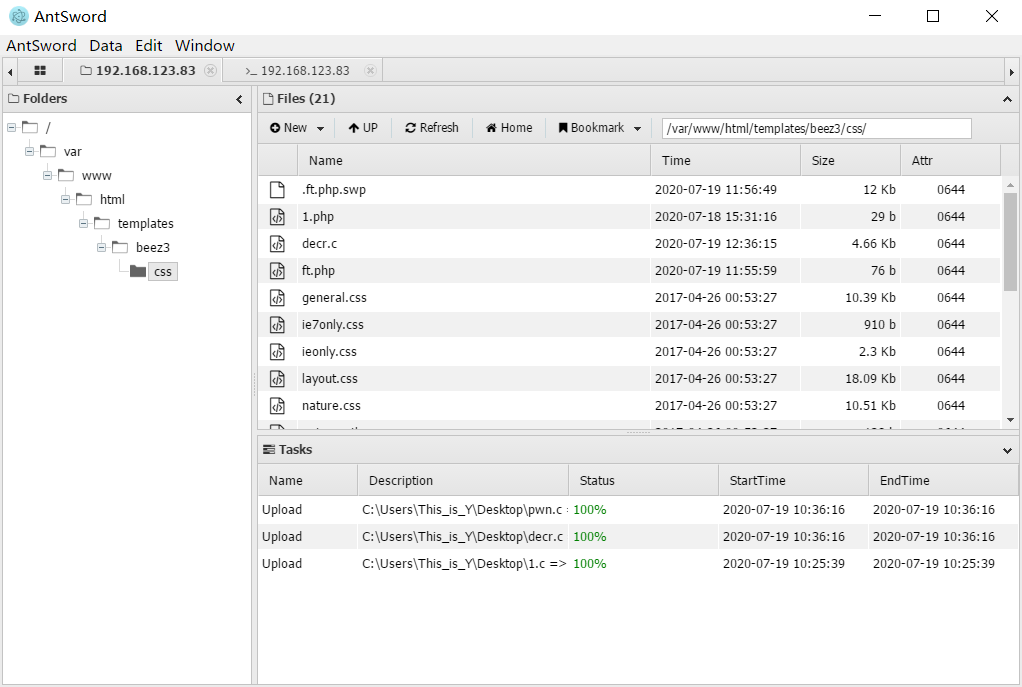 AntSword
AntSword Data Edit Window
192.168.123.83 >_ 192.168.123.83
Folders
/
var
www
html
templates
beez3
css
Files (21)
New UP Refresh Home Bookmark /var/www/html/templates/beez3/css/
Name Time Size Attr
.ft.php.swp 2020-07-19 11:56:49 12 Kb 0644
1.php 2020-07-18 15:31:16 29 b 0644
decr.c 2020-07-19 12:36:15 4.66 Kb 0644
ft.php 2020-07-19 11:55:59 76 b 0644
general.css 2017-04-26 00:53:27 10.39 Kb 0644
ie7only.css 2017-04-26 00:53:27 910 b 0644
ieonly.css 2017-04-26 00:53:27 2.3 Kb 0644
layout.css 2017-04-26 00:53:27 18.09 Kb 0644
nature.css 2017-04-26 00:53:27 10.51 Kb 0644
Tasks
Name Description Status StartTime EndTime
Upload C:\Users\This_is_Y\Desktop\pwn.c 100% 2020-07-19 10:36:16 2020-07-19 10:36:16
Upload C:\Users\This_is_Y\Desktop\decr.c 100% 2020-07-19 10:36:16 2020-07-19 10:36:16
Upload C:\Users\This_is_Y\Desktop\1.c => 100% 2020-07-19 10:25:39 2020-07-19 10:25:39